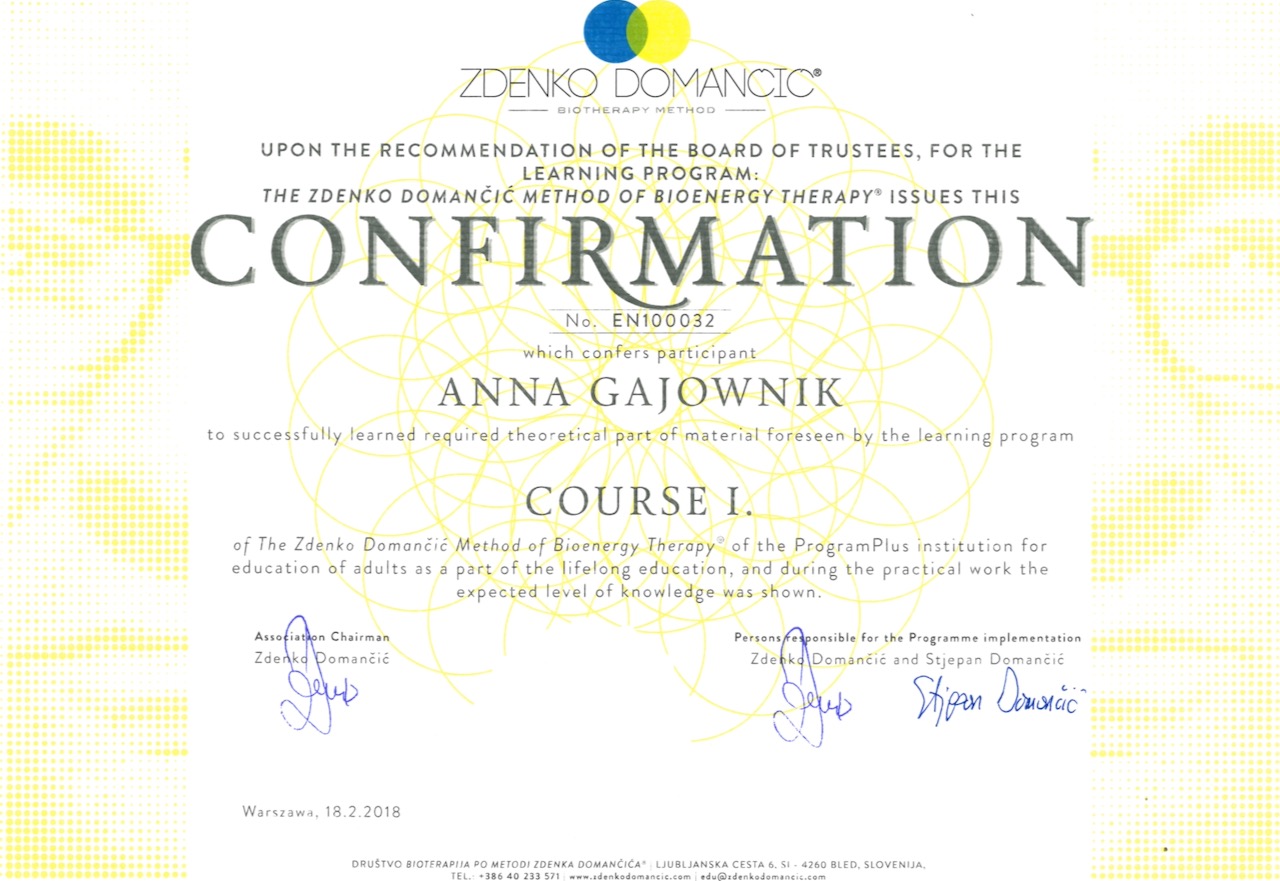 ZDENKO DOMANČIĆ®
BIOTHERAPY METHOD
UPON THE RECOMMENDATION OF THE BOARD OF TRUSTEES, FOR THE
LEARNING PROGRAM:
THE ZDENKO DOMANČIĆ METHOD OF BIOENERGY THERAPY® ISSUES THIS
CONFIRMATION
No. EN100032
which confers participant
ANNA GAJOWNIK
to successfully learned required theoretical part of material foreseen by the learning program
COURSE I.
of The Zdenko Domančić Method of Bioenergy Therapy® of the ProgramPlus institution for
education of adults as a part of the lifelong education, and during the practical work the
expected level of knowledge was shown.
Association Chairman
Zdenko Domančić
Persons responsible for the Programme implementation
Zdenko Domančić and Stjepan Domančić
Stjepan Domančić
Warszawa, 18.2.2018
DRUŠTVO BIOTERAPIJA PO METODI ZDENKA DOMANČIĆA® | LJUBLJANSKA CESTA 6, SI - 4260 BLED, SLOVENIJA,
TEL.: +386 40 233 571 | www.zdenkodomancic.com | edu@zdenkodomancic.com